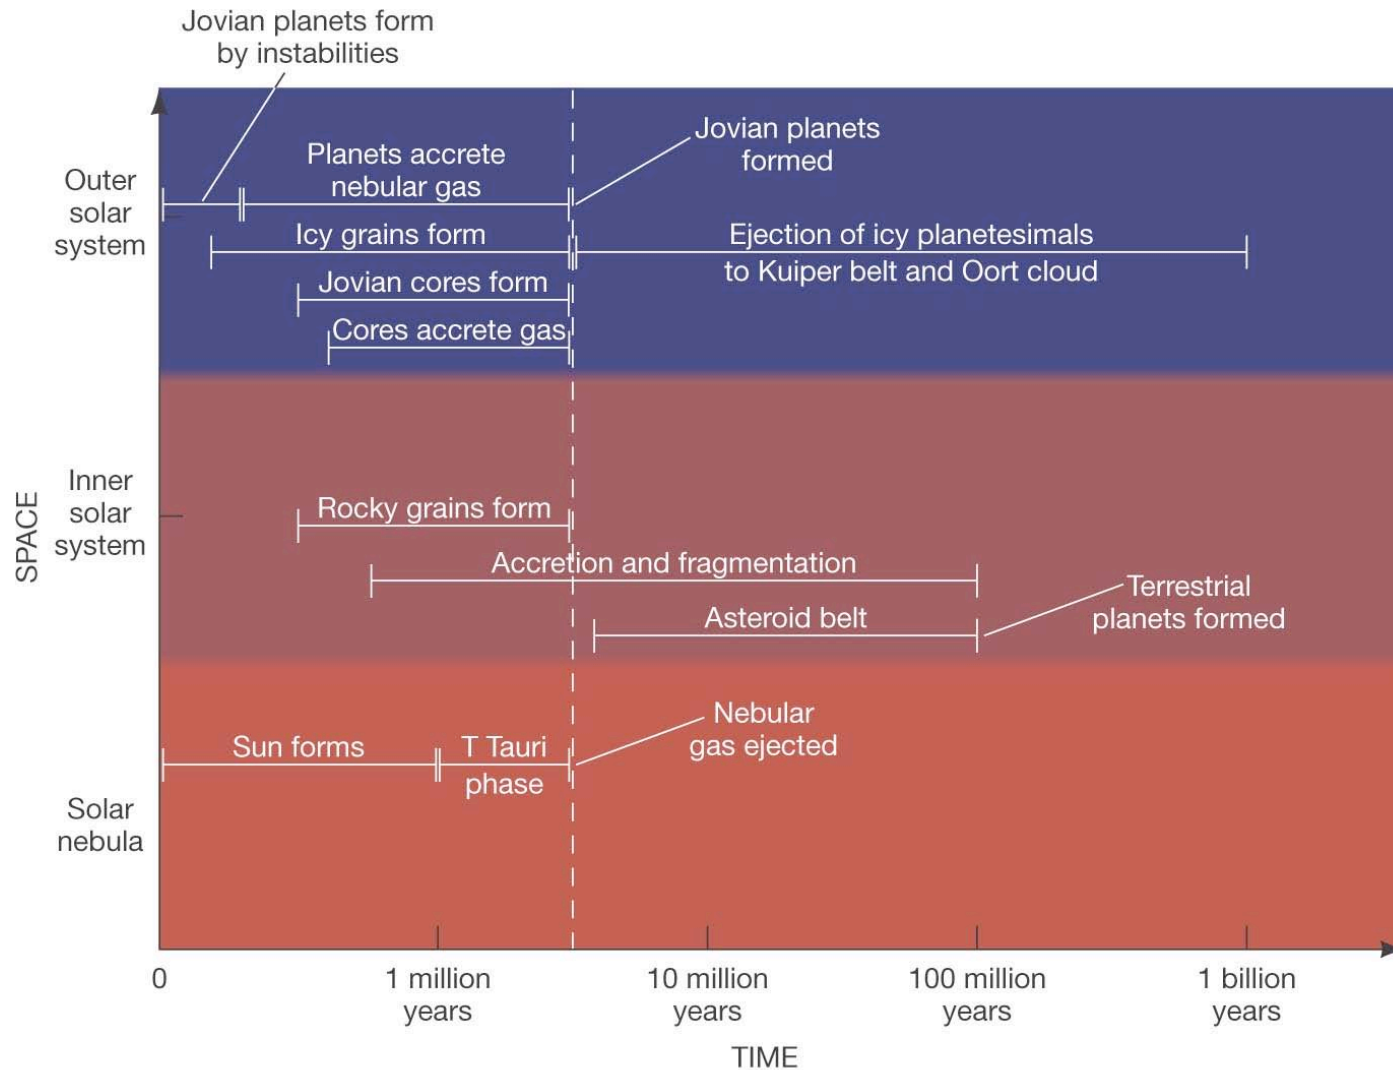 Jovian planets form
by instabilities
Jovian planets
formed
Planets accrete
nebular gas
Outer
solar
system
Icy grains form
Ejection of icy planetesimals
to Kuiper belt and Oort cloud
Jovian cores form
Cores accrete gas
SPACE
Inner
solar
system
Rocky grains form
Accretion and fragmentation
Terrestrial
planets formed
Asteroid belt
Nebular
gas ejected
Sun forms
T Tauri
phase
Solar
nebula
0
1 million
years
10 million
years
100 million
years
1 billion
years
TIME